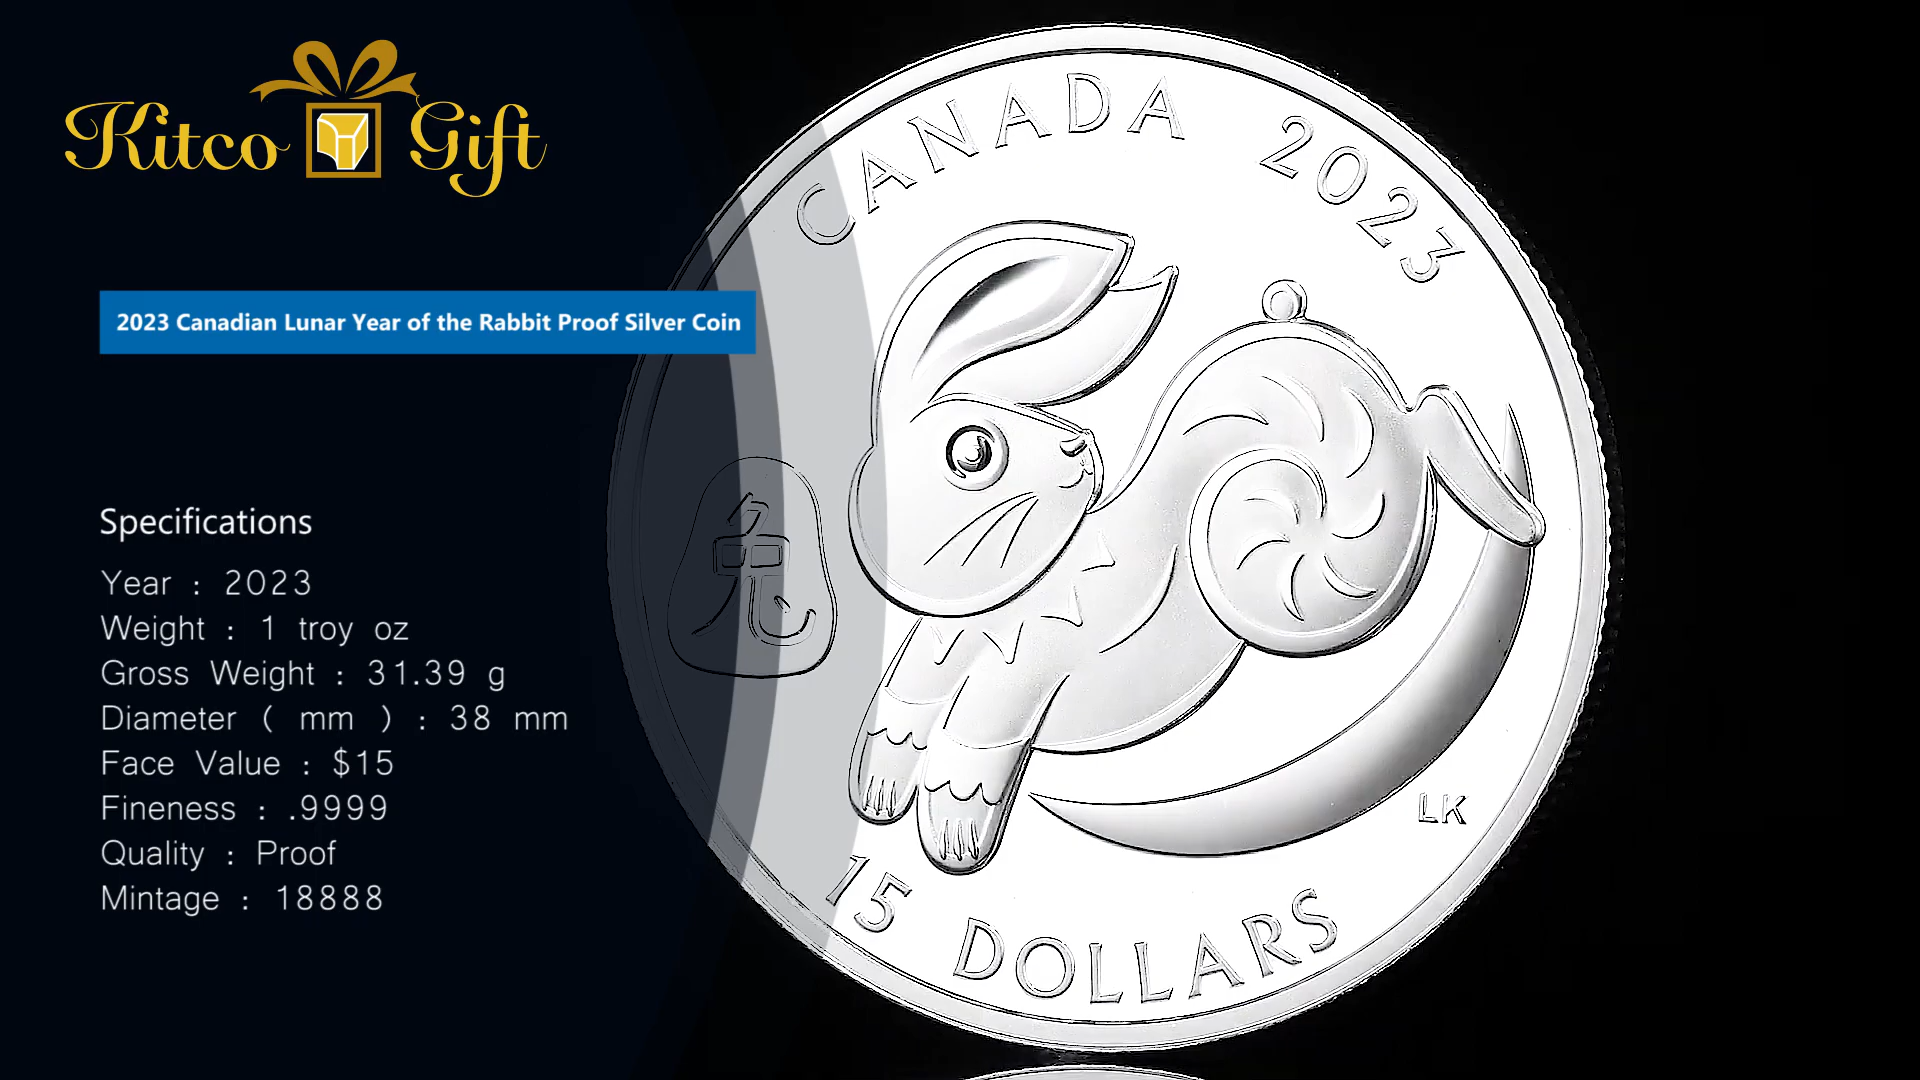 Kitco Gift
2023 Canadian Lunar Year of the Rabbit Proof Silver Coin
Specifications
Year : 2023
Weight : 1 troy oz
Gross Weight : 31.39 g
Diameter ( mm ) : 38 mm
Face Value : $15
Fineness : .9999
Quality : Proof
Mintage : 18888
CANADA 2023
兔
LK
15 DOLLARS